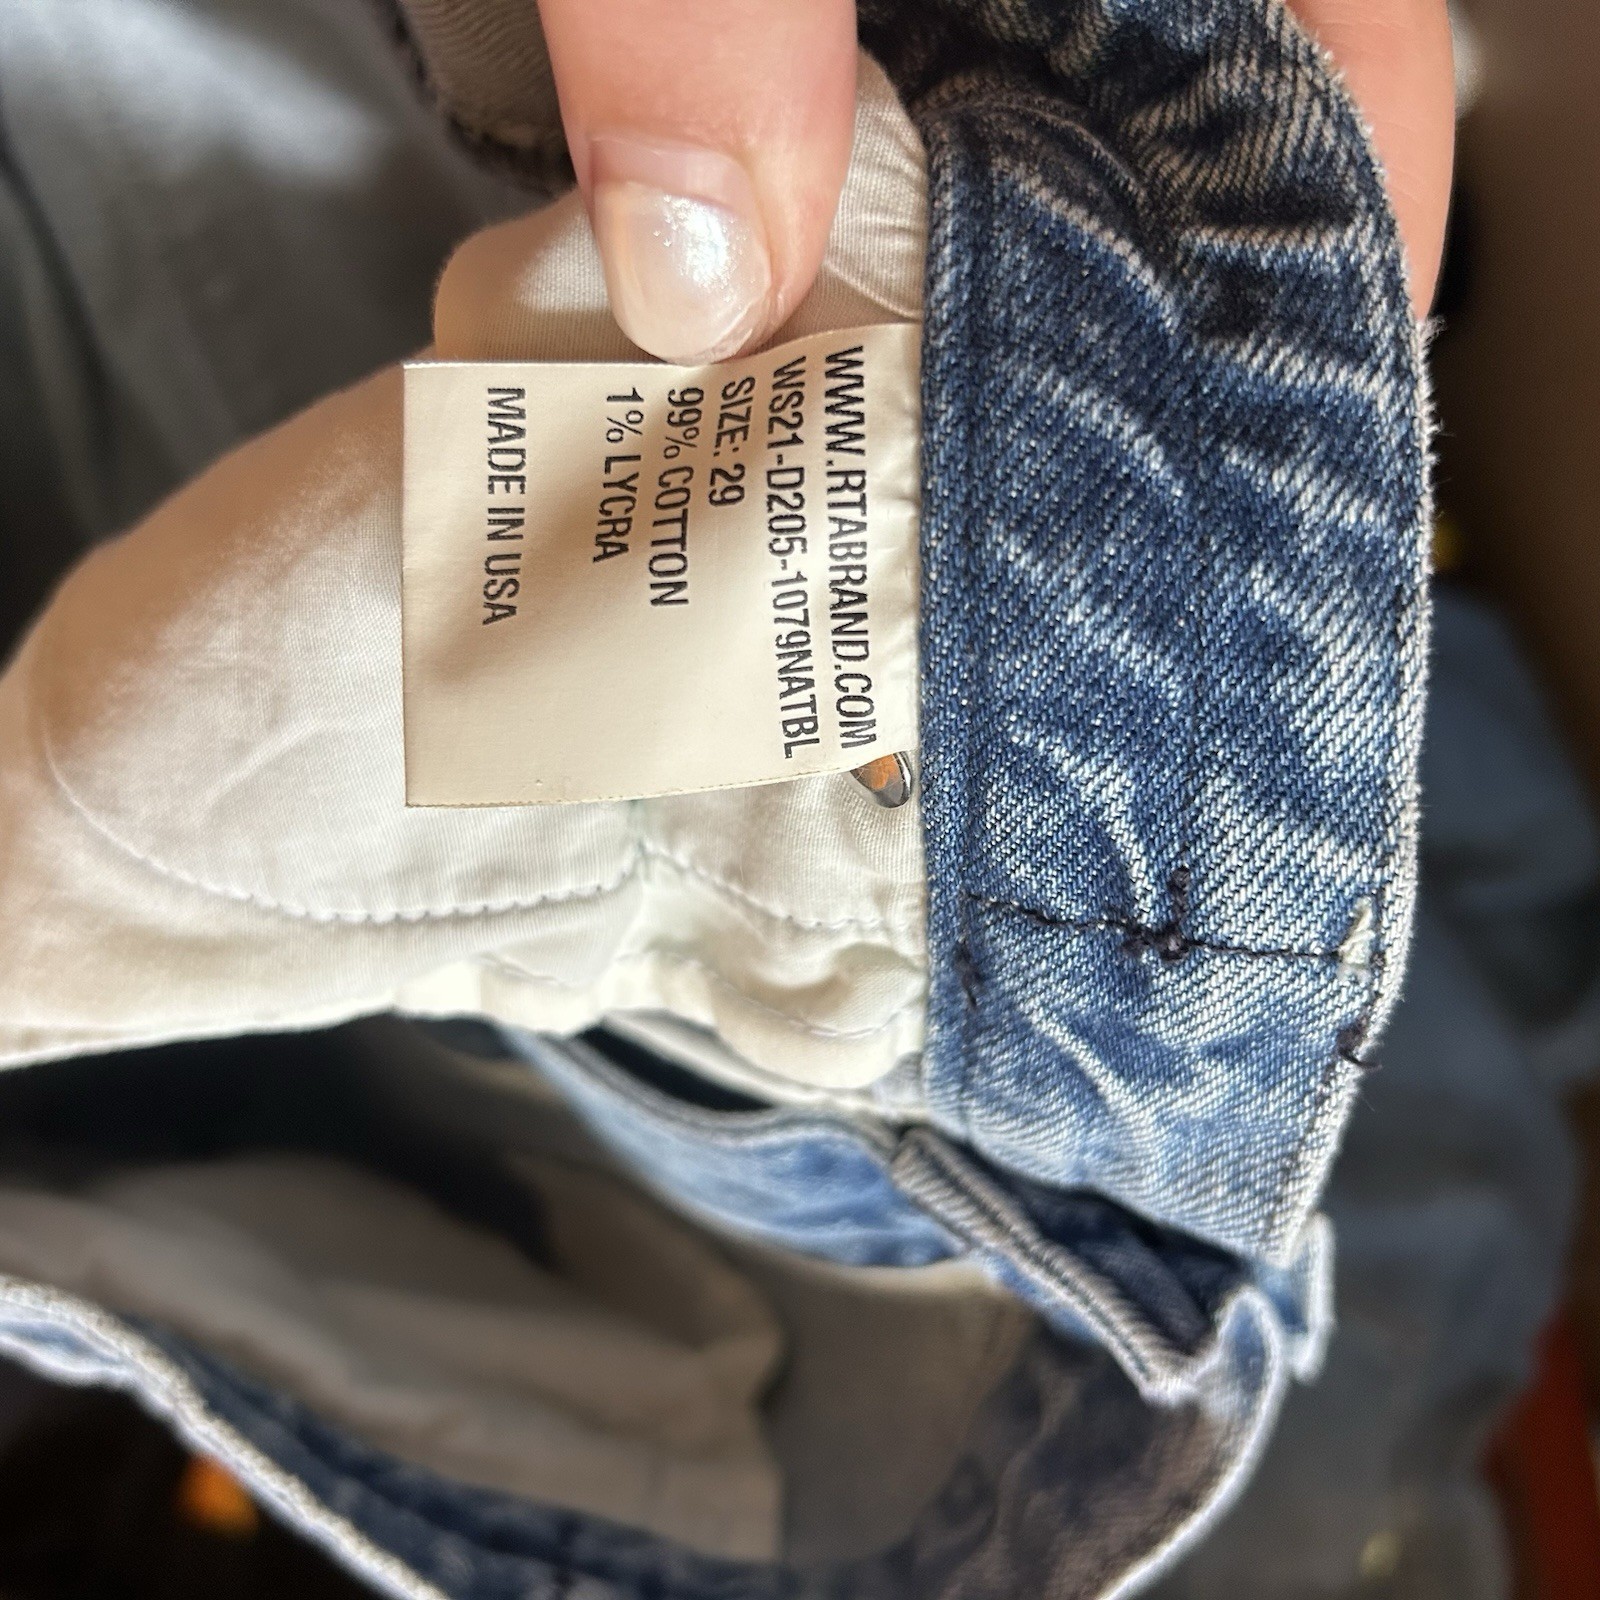 WWW.RTABRAND.COM
WS21-D205-1079NATBL
SIZE: 29
99% COTTON
1% LYCRA
MADE IN USA